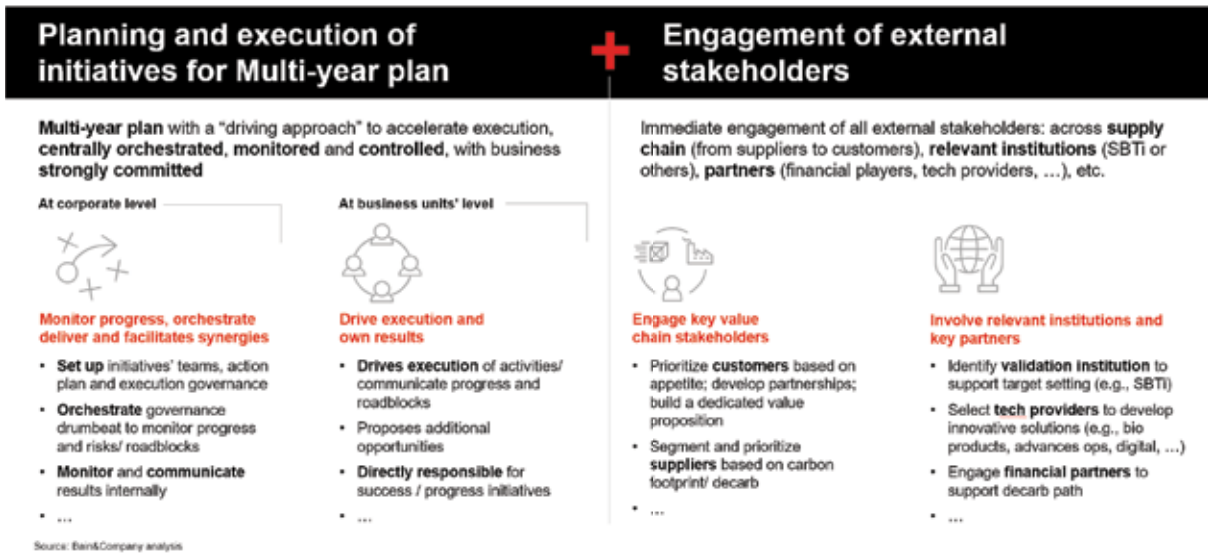 Planning and execution of
initiatives for Multi-year plan
+
Engagement of external
stakeholders
Multi-year plan with a “driving approach” to accelerate execution,
centrally orchestrated, monitored and controlled, with business
strongly committed
At corporate level
At business units’ level
Monitor progress, orchestrate
deliver and facilitates synergies
• Set up initiatives’ teams, action
plan and execution governance
• Orchestrate governance
drumbeat to monitor progress
and risks/ roadblocks
• Monitor and communicate
results internally
• ...
Drive execution and
own results
• Drives execution of activities/
communicate progress and
roadblocks
• Proposes additional
opportunities
• Directly responsible for
success / progress initiatives
• ...
Immediate engagement of all external stakeholders: across supply
chain (from suppliers to customers), relevant institutions (SBTi or
others), partners (financial players, tech providers, ...), etc.
Engage key value
chain stakeholders
• Prioritize customers based on
appetite; develop partnerships;
build a dedicated value
proposition
• Segment and prioritize
suppliers based on carbon
footprint/ decarb
• ...
Involve relevant institutions and
key partners
• Identify validation institution to
support target setting (e.g., SBTi)
• Select tech providers to develop
innovative solutions (e.g., bio
products, advances ops, digital, ...)
• Engage financial partners to
support decarb path
• ...
Source: Bain&Company analysis